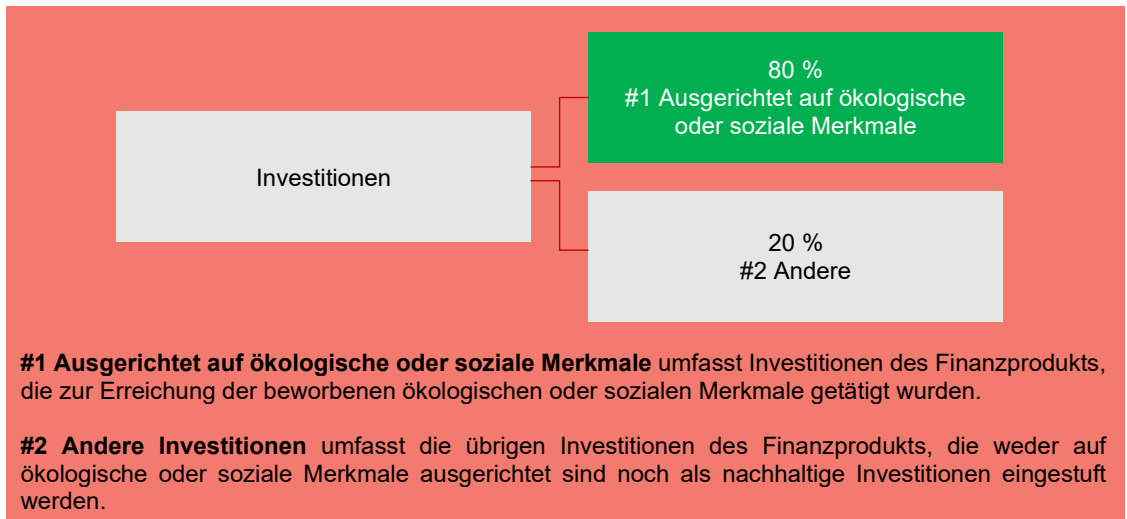 80 %
#1 Ausgerichtet auf ökologische
oder soziale Merkmale
Investitionen
20 %
#2 Andere
#1 Ausgerichtet auf ökologische oder soziale Merkmale umfasst Investitionen des Finanzprodukts,
die zur Erreichung der beworbenen ökologischen oder sozialen Merkmale getätigt wurden.
#2 Andere Investitionen umfasst die übrigen Investitionen des Finanzprodukts, die weder auf
ökologische oder soziale Merkmale ausgerichtet sind noch als nachhaltige Investitionen eingestuft
werden.